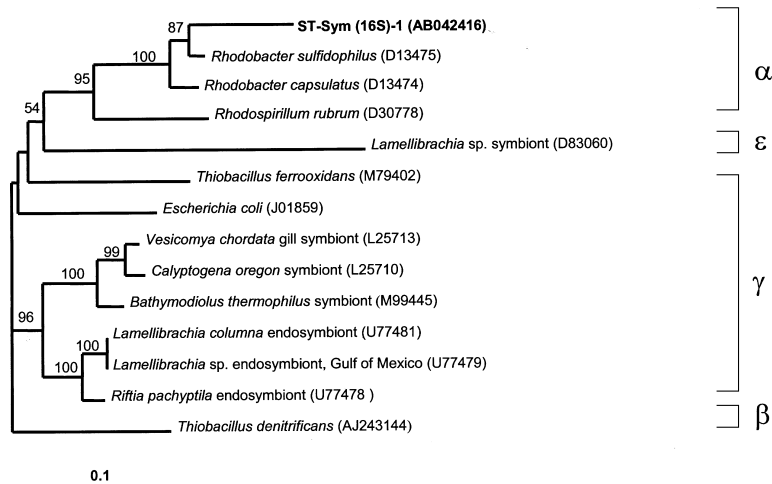 87
ST-Sym (16S)-1 (AB042416)
100
Rhodobacter sulfidophilus (D13475)
α
95
Rhodobacter capsulatus (D13474)
54
Rhodospirillum rubrum (D30778)
Lamellibrachia sp. symbiont (D83060)
ε
Thiobacillus ferrooxidans (M79402)
Escherichia coli (J01859)
Vesicomya chordata gill symbiont (L25713)
99
100
Calyptogena oregon symbiont (L25710)
γ
Bathymodiolus thermophilus symbiont (M99445)
96
Lamellibrachia columna endosymbiont (U77481)
100
Lamellibrachia sp. endosymbiont, Gulf of Mexico (U77479)
100
Riftia pachyptila endosymbiont (U77478 )
β
Thiobacillus denitrificans (AJ243144)
0.1